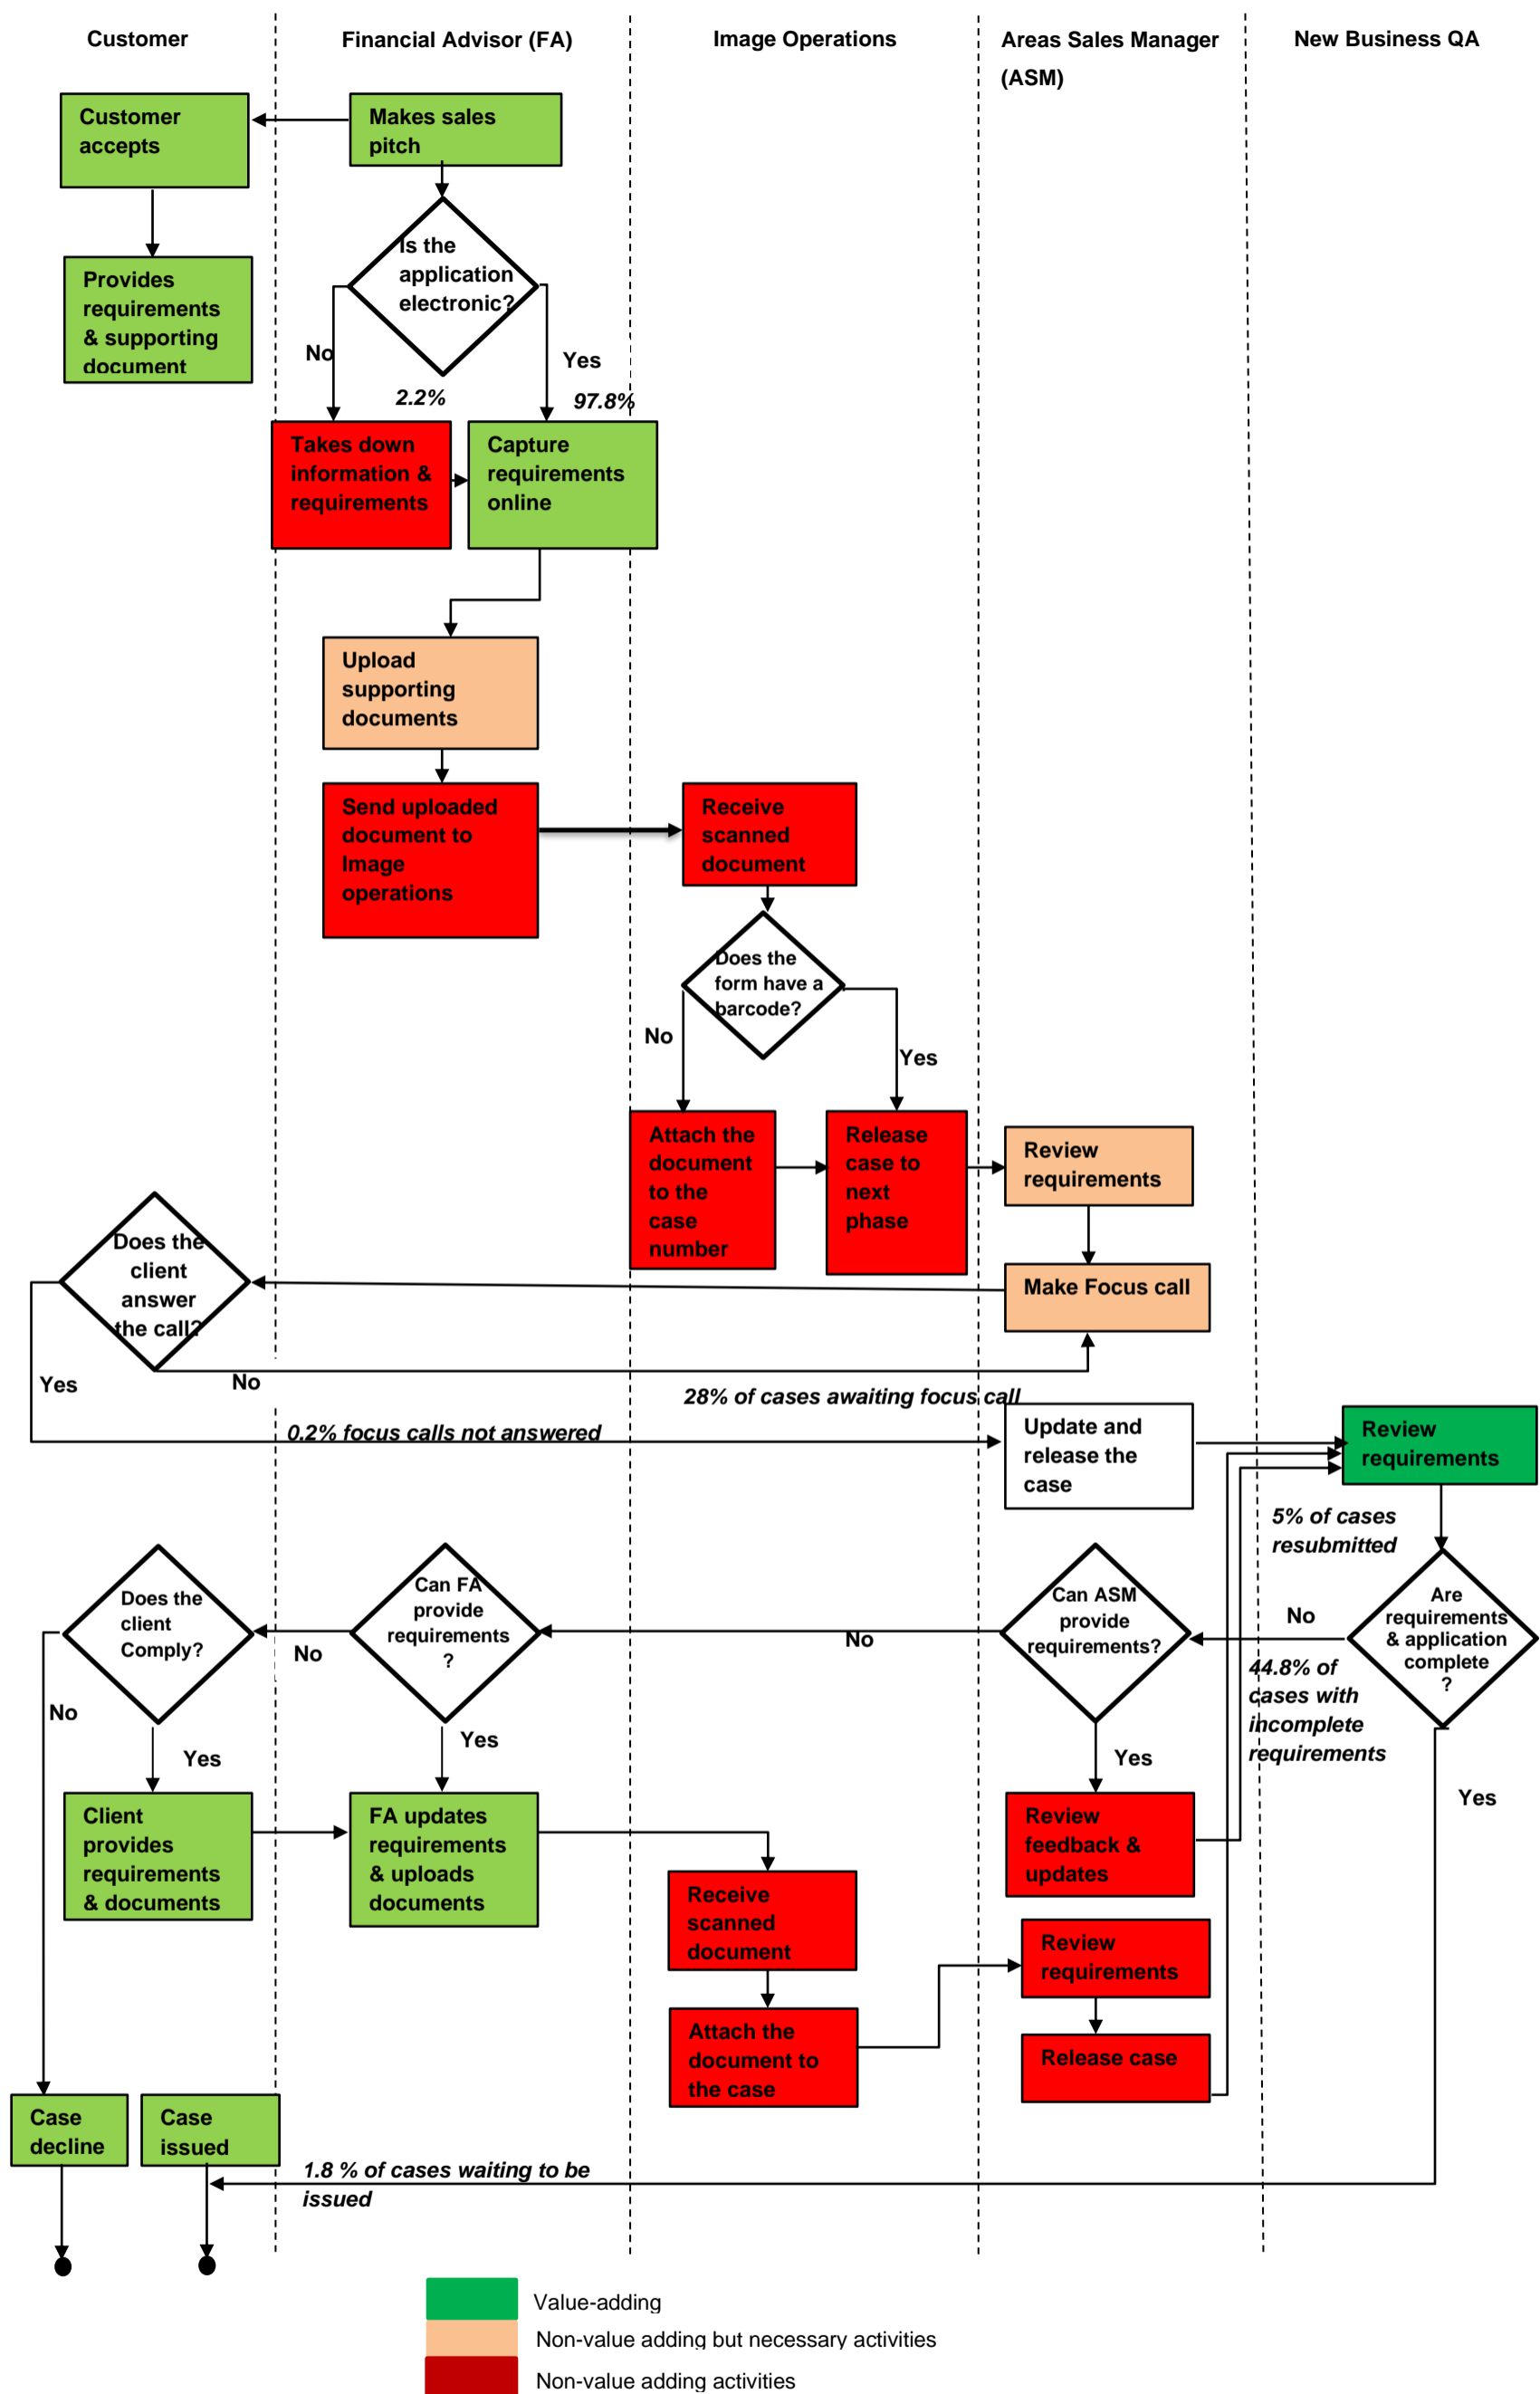 Customer
Financial Advisor (FA)
Image Operations
Areas Sales Manager
(ASM)
New Business QA
Customer
accepts
Makes sales
pitch
Is the
application
electronic?
Provides
requirements
& supporting
document
No
Yes
2.2%
97.8%
Takes down
information &
requirements
Capture
requirements
online
Upload
supporting
documents
Send uploaded
document to
Image
operations
Receive
scanned
document
Does the
form have a
barcode?
No
Yes
Attach the
document
to the
case
number
Release
case to
next
phase
Review
requirements
Does the
client
answer
the call?
Make Focus call
Yes
No
28% of cases awaiting focus call
0.2% focus calls not answered
Update and
release the
case
Review
requirements
5% of cases
resubmitted
Does the
client
Comply?
Can FA
provide
requirements
?
Can ASM
provide
requirements?
Are
requirements
& application
complete
?
No
No
No
44.8% of
cases with
incomplete
requirements
No
Yes
Yes
Yes
Yes
Client
provides
requirements
& documents
FA updates
requirements
& uploads
documents
Review
feedback &
updates
Receive
scanned
document
Review
requirements
Attach the
document to
the case
Release case
Case
decline
Case
issued
1.8 % of cases waiting to be
issued
Value-adding
Non-value adding but necessary activities
Non-value adding activities